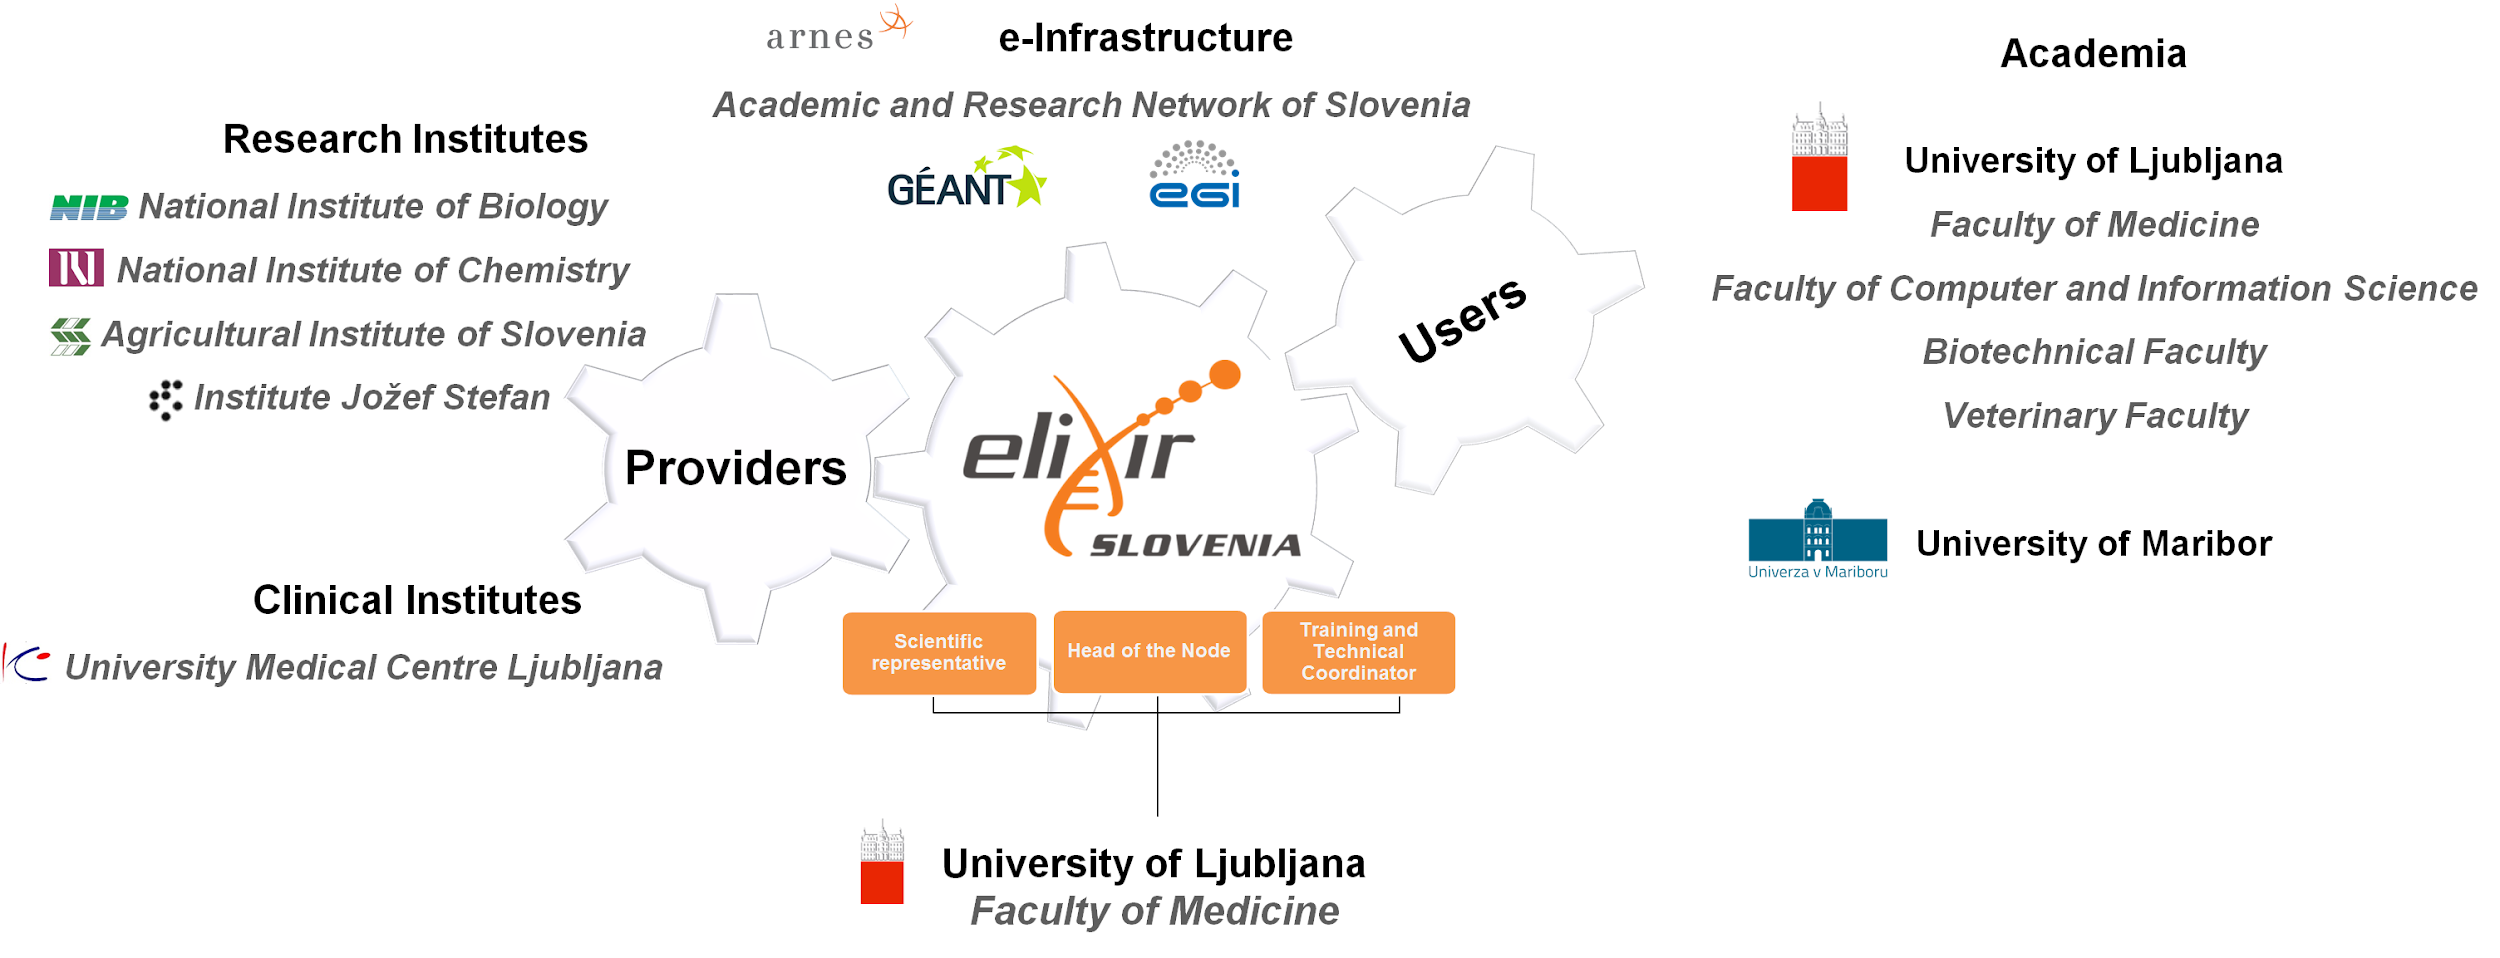 arnes
e-Infrastructure
Academic and Research Network of Slovenia
GÉANT
egi
Research Institutes
NIB National Institute of Biology
National Institute of Chemistry
Agricultural Institute of Slovenia
Institute Jožef Stefan
Clinical Institutes
University Medical Centre Ljubljana
Providers
elixir
SLOVENIA
Users
Scientific
representative
Head of the Node
Training and
Technical
Coordinator
University of Ljubljana
Faculty of Medicine
Academia
University of Ljubljana
Faculty of Medicine
Faculty of Computer and Information Science
Biotechnical Faculty
Veterinary Faculty
University of Maribor
Univerza v Mariboru